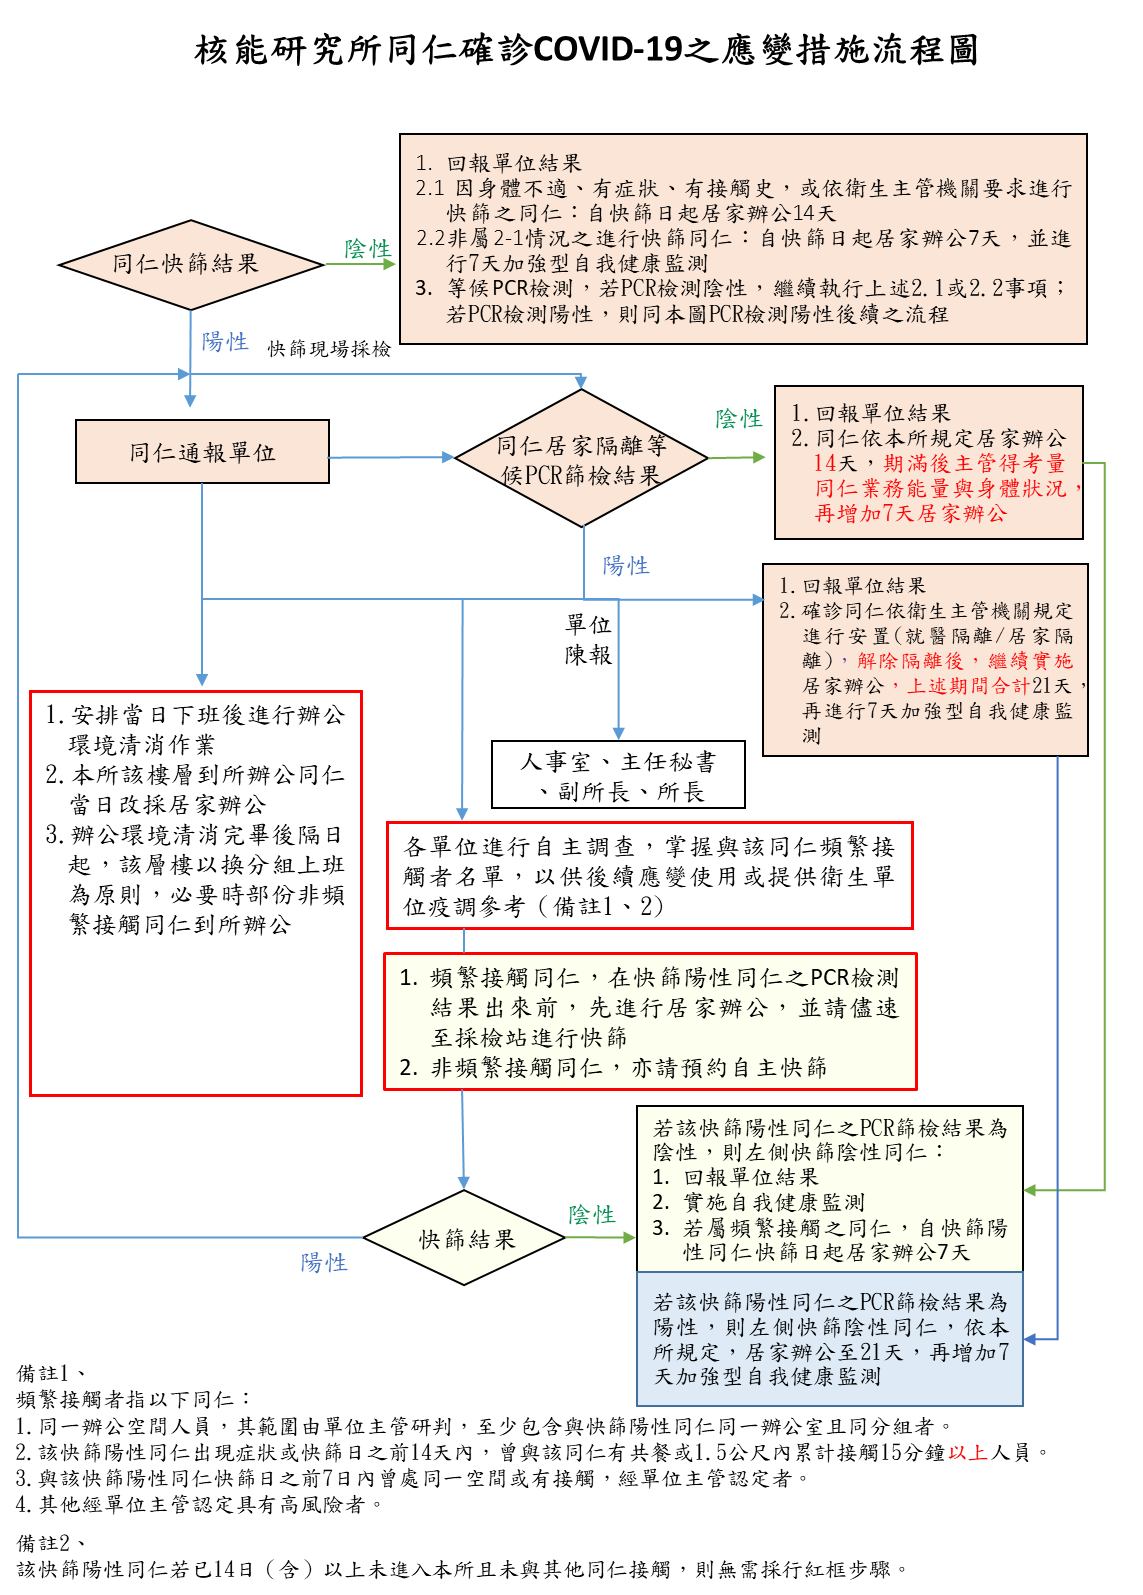 核能研究所同仁確診COVID-19之應變措施流程圖
1. 回報單位結果
2.1 因身體不適、有症狀、有接觸史，或依衛生主管機關要求進行
快篩之同仁：自快篩日起居家辦公14天
2.2非屬2-1情況之進行快篩同仁：自快篩日起居家辦公7天，並進
行7天加強型自我健康監測
3. 等候PCR檢測，若PCR檢測陰性，繼續執行上述2.1或2.2事項；
若PCR檢測陽性，則同本圖PCR檢測陽性後續之流程
同仁快篩結果
陰性
陽性
快篩現場採檢
同仁通報單位
同仁居家隔離等
候PCR篩檢結果
陰性
1.回報單位結果
2.同仁依本所規定居家辦公
14天，期滿後主管得考量
同仁業務能量與身體狀況，
再增加7天居家辦公
陽性
1.回報單位結果
2.確診同仁依衛生主管機關規定
進行安置(就醫隔離/居家隔
離)，解除隔離後，繼續實施
居家辦公，上述期間合計21天，
再進行7天加強型自我健康監
測
單位
陳報
1.安排當日下班後進行辦公
環境清消作業
2.本所該樓層到所辦公同仁
當日改採居家辦公
3.辦公環境清消完畢後隔日
起，該層樓以換分組上班
為原則，必要時部份非頻
繁接觸同仁到所辦公
人事室、主任秘書
、副所長、所長
各單位進行自主調查，掌握與該同仁頻繁接
觸者名單，以供後續應變使用或提供衛生單
位疫調參考（備註1、2）
1. 頻繁接觸同仁，在快篩陽性同仁之PCR檢測
結果出來前，先進行居家辦公，並請儘速
至採檢站進行快篩
2. 非頻繁接觸同仁，亦請預約自主快篩
快篩結果
陰性
陽性
若該快篩陽性同仁之PCR篩檢結果為
陰性，則左側快篩陰性同仁：
1. 回報單位結果
2. 實施自我健康監測
3. 若屬頻繁接觸之同仁，自快篩陽
性同仁快篩日起居家辦公7天
若該快篩陽性同仁之PCR篩檢結果為
陽性，則左側快篩陰性同仁，依本
所規定，居家辦公至21天，再增加7
天加強型自我健康監測
備註1、
頻繁接觸者指以下同仁：
1.同一辦公空間人員，其範圍由單位主管研判，至少包含與快篩陽性同仁同一辦公室且同分組者。
2.該快篩陽性同仁出現症狀或快篩日之前14天內，曾與該同仁有共餐或1.5公尺內累計接觸15分鐘以上人員。
3.與該快篩陽性同仁快篩日之前7日內曾處同一空間或有接觸，經單位主管認定者。
4.其他經單位主管認定具有高風險者。
備註2、
該快篩陽性同仁若已14日（含）以上未進入本所且未與其他同仁接觸，則無需採行紅框步驟。